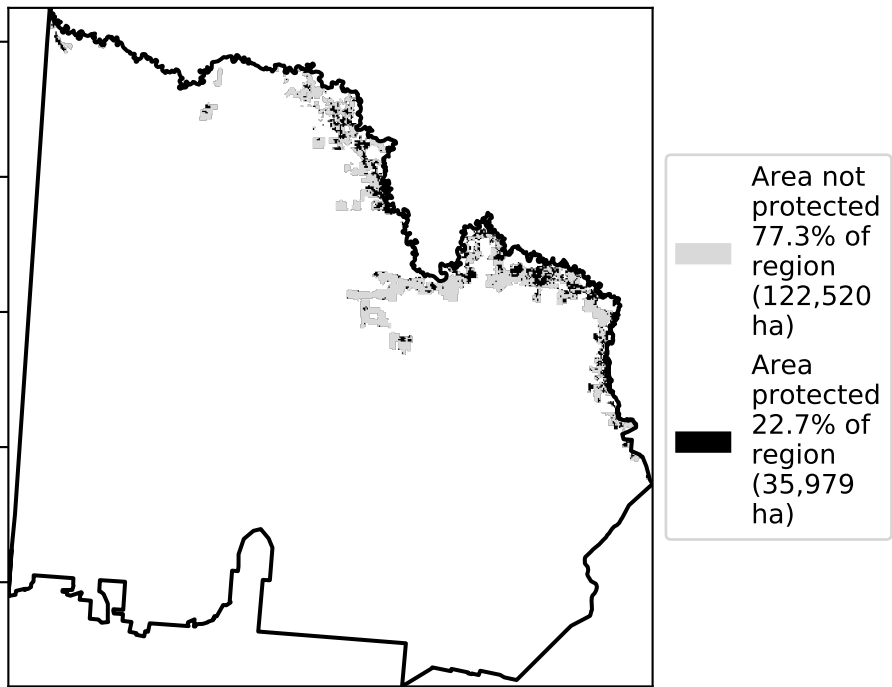 Area not
protected
77.3% of
region
(122,520
ha)
Area
protected
22.7% of
region
(35,979
ha)